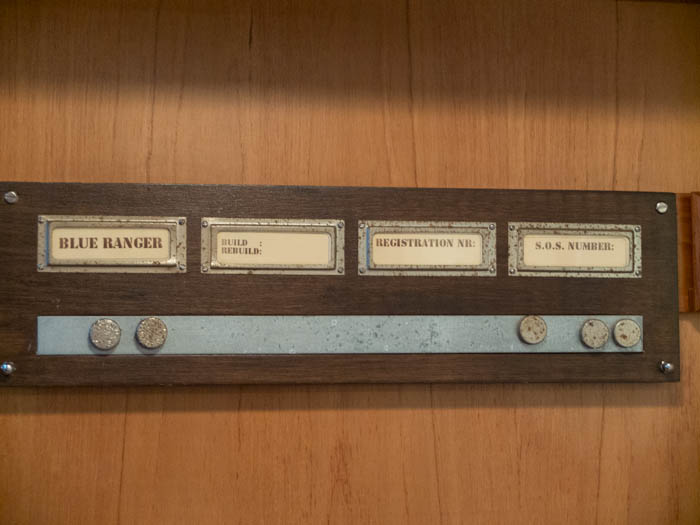 BLUE RANGER
BUILD :
REBUILD:
REGISTRATION NR:
S.O.S. NUMBER: